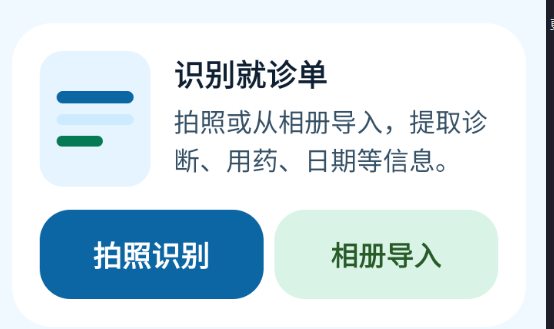 识别就诊单
拍照或从相册导入，提取诊
断、用药、日期等信息。
拍照识别
相册导入